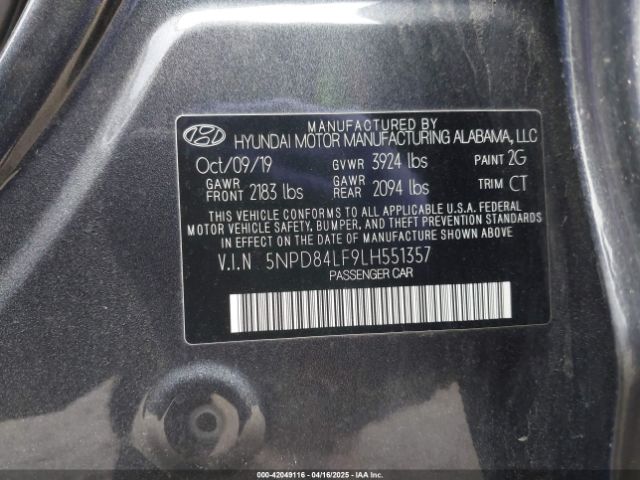 MANUFACTURED BY
HYUNDAI MOTOR MANUFACTURING ALABAMA, LLC
Oct/09/19 GVWR 3924 lbs PAINT 2G
GAWR FRONT 2183 lbs GAWR REAR 2094 lbs TRIM CT
THIS VEHICLE CONFORMS TO ALL APPLICABLE U.S.A. FEDERAL
MOTOR VEHICLE SAFETY, BUMPER, AND THEFT PREVENTION STANDARDS
IN EFFECT ON THE DATE OF MANUFACTURE SHOWN ABOVE.
V.I.N 5NPD84LF9LH551357
PASSENGER CAR
000-42049116 - 04/16/2025 - IAA Inc.